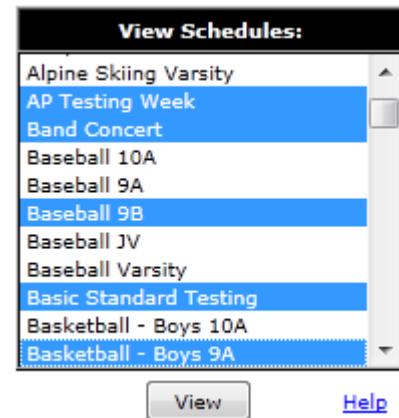 View Schedules:
Alpine Skiing Varsity
AP Testing Week
Band Concert
Baseball 10A
Baseball 9A
Baseball 9B
Baseball JV
Baseball Varsity
Basic Standard Testing
Basketball - Boys 10A
Basketball - Boys 9A
View
Help